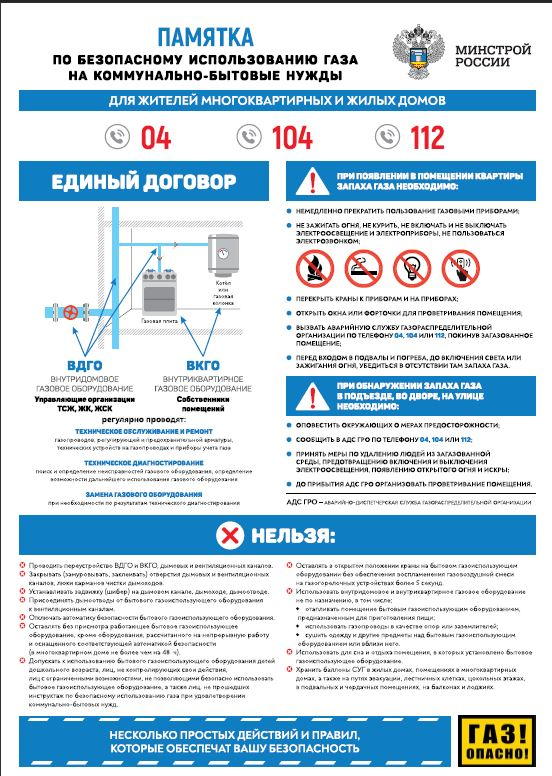 ПАМЯТКА
ПО БЕЗОПАСНОМУ ИСПОЛЬЗОВАНИЮ ГАЗА
НА КОММУНАЛЬНО-БЫТОВЫЕ НУЖДЫ
МИНСТРОЙ
РОССИИ
ДЛЯ ЖИТЕЛЕЙ МНОГОКВАРТИРНЫХ И ЖИЛЫХ ДОМОВ
04
104
112
ЕДИНЫЙ ДОГОВОР
Котёл
или
газовая
колонка
Газовая плита
ВДГО
ВНУТРИДОМОВОЕ
ГАЗОВОЕ ОБОРУДОВАНИЕ
Управляющие организации
ТСЖ, ЖК, ЖСК
ВКГО
ВНУТРИКВАРТИРНОЕ
ГАЗОВОЕ ОБОРУДОВАНИЕ
Собственники
помещений
регулярно проводят:
ТЕХНИЧЕСКОЕ ОБСЛУЖИВАНИЕ И РЕМОНТ
газопроводов, регулирующей и предохранительной арматуры,
технических устройств на газопроводах и приборы учета газа
ТЕХНИЧЕСКОЕ ДИАГНОСТИРОВАНИЕ
поиск и определение неисправностей газового оборудования, определение
возможности дальнейшего использования газового оборудования
ЗАМЕНА ГАЗОВОГО ОБОРУДОВАНИЯ
при необходимости по результатам технического диагностирования
ПРИ ПОЯВЛЕНИИ В ПОМЕЩЕНИИ КВАРТИРЫ
ЗАПАХА ГАЗА НЕОБХОДИМО:
НЕМЕДЛЕННО ПРЕКРАТИТЬ ПОЛЬЗОВАНИЕ ГАЗОВЫМИ ПРИБОРАМИ;
НЕ ЗАЖИГАТЬ ОГНЯ, НЕ КУРИТЬ, НЕ ВКЛЮЧАТЬ И НЕ ВЫКЛЮЧАТЬ
ЭЛЕКТРООСВЕЩЕНИЕ И ЭЛЕКТРОПРИБОРЫ, НЕ ПОЛЬЗОВАТЬСЯ
ЭЛЕКТРОЗВОНКОМ;
ПЕРЕКРЫТЬ КРАНЫ К ПРИБОРАМ И НА ПРИБОРАХ;
ОТКРЫТЬ ОКНА ИЛИ ФОРТОЧКИ ДЛЯ ПРОВЕТРИВАНИЯ ПОМЕЩЕНИЯ;
ВЫЗВАТЬ АВАРИЙНУЮ СЛУЖБУ ГАЗОРАСПРЕДЕЛИТЕЛЬНОЙ
ОРГАНИЗАЦИИ ПО ТЕЛЕФОНУ 04, 104 ИЛИ 112, ПОКИНУВ ЗАГАЗОВАННОЕ
ПОМЕЩЕНИЕ;
ПЕРЕД ВХОДОМ В ПОДВАЛЫ И ПОГРЕБА, ДО ВКЛЮЧЕНИЯ СВЕТА ИЛИ
ЗАЖИГАНИЯ ОГНЯ, УБЕДИТЬСЯ В ОТСУТСТВИИ ТАМ ЗАПАХА ГАЗА.
ПРИ ОБНАРУЖЕНИИ ЗАПАХА ГАЗА
В ПОДЪЕЗДЕ, ВО ДВОРЕ, НА УЛИЦЕ
НЕОБХОДИМО:
ОПОВЕСТИТЬ ОКРУЖАЮЩИХ О МЕРАХ ПРЕДОСТОРОЖНОСТИ;
СООБЩИТЬ В АДС ГРО ПО ТЕЛЕФОНУ 04, 104 ИЛИ 112;
ПРИНЯТЬ МЕРЫ ПО УДАЛЕНИЮ ЛЮДЕЙ ИЗ ЗАГАЗОВАННОЙ
СРЕДЫ, ПРЕДОТВРАЩЕНИЮ ВКЛЮЧЕНИЯ И ВЫКЛЮЧЕНИЯ
ЭЛЕКТРООСВЕЩЕНИЯ, ПОЯВЛЕНИЮ ОТКРЫТОГО ОГНЯ И ИСКРЫ;
ДО ПРИБЫТИЯ АДС ГРО ОРГАНИЗОВАТЬ ПРОВЕТРИВАНИЕ ПОМЕЩЕНИЯ.
АДС ГРО – АВАРИЙНО-ДИСПЕТЧЕРСКАЯ СЛУЖБА ГАЗОРАСПРЕДЕЛИТЕЛЬНОЙ ОРГАНИЗАЦИИ
НЕЛЬЗЯ:
Проводить переустройство ВДГО и ВКГО, дымовых и вентиляционных каналов.
Закрывать (замуровывать, заклеивать) отверстия дымовых и вентиляционных
каналов, люки карманов чистки дымоходов.
Устанавливать задвижку (шибер) на дымовом канале, дымоходе, дымоотводе.
Присоединять дымоотводы от бытового газоиспользующего оборудования
к вентиляционным каналам.
Отключать автоматику безопасности бытового газоиспользующего оборудования.
Оставлять без присмотра работающее бытовое газоиспользующее
оборудование, кроме оборудования, рассчитанного на непрерывную работу
и оснащенного соответствующей автоматикой безопасности
(в многоквартирном доме не более чем на 48 ч).
Допускать к использованию бытового газоиспользующего оборудования детей
дошкольного возраста, лиц, не контролирующих свои действия,
лиц с ограниченными возможностями, не позволяющими безопасно использовать
бытовое газоиспользующее оборудование, а также лиц, не прошедших
инструктаж по безопасному использованию газа при удовлетворении
коммунально-бытовых нужд.
Оставлять в открытом положении краны на бытовом газоиспользующем
оборудовании без обеспечения воспламенения газовоздушной смеси
на газогорелочных устройствах более 5 секунд.
Использовать внутридомовое и внутриквартирное газовое оборудование
не по назначению, в том числе:
отапливать помещение бытовым газоиспользующим оборудованием,
предназначенным для приготовления пищи;
использовать газопроводы в качестве опор или заземлителей;
сушить одежду и другие предметы над бытовым газоиспользующим
оборудованием или вблизи него.
Использовать для сна и отдыха помещения, в которых установлено бытовое
газоиспользующее оборудование.
Хранить баллоны СУГ в жилых домах, помещениях в многоквартирных
домах, а также на путях эвакуации, лестничных клетках, цокольных этажах,
в подвальных и чердачных помещениях, на балконах и лоджиях.
НЕСКОЛЬКО ПРОСТЫХ ДЕЙСТВИЙ И ПРАВИЛ,
КОТОРЫЕ ОБЕСПЕЧАТ ВАШУ БЕЗОПАСНОСТЬ
ГАЗ!
ОПАСНО!